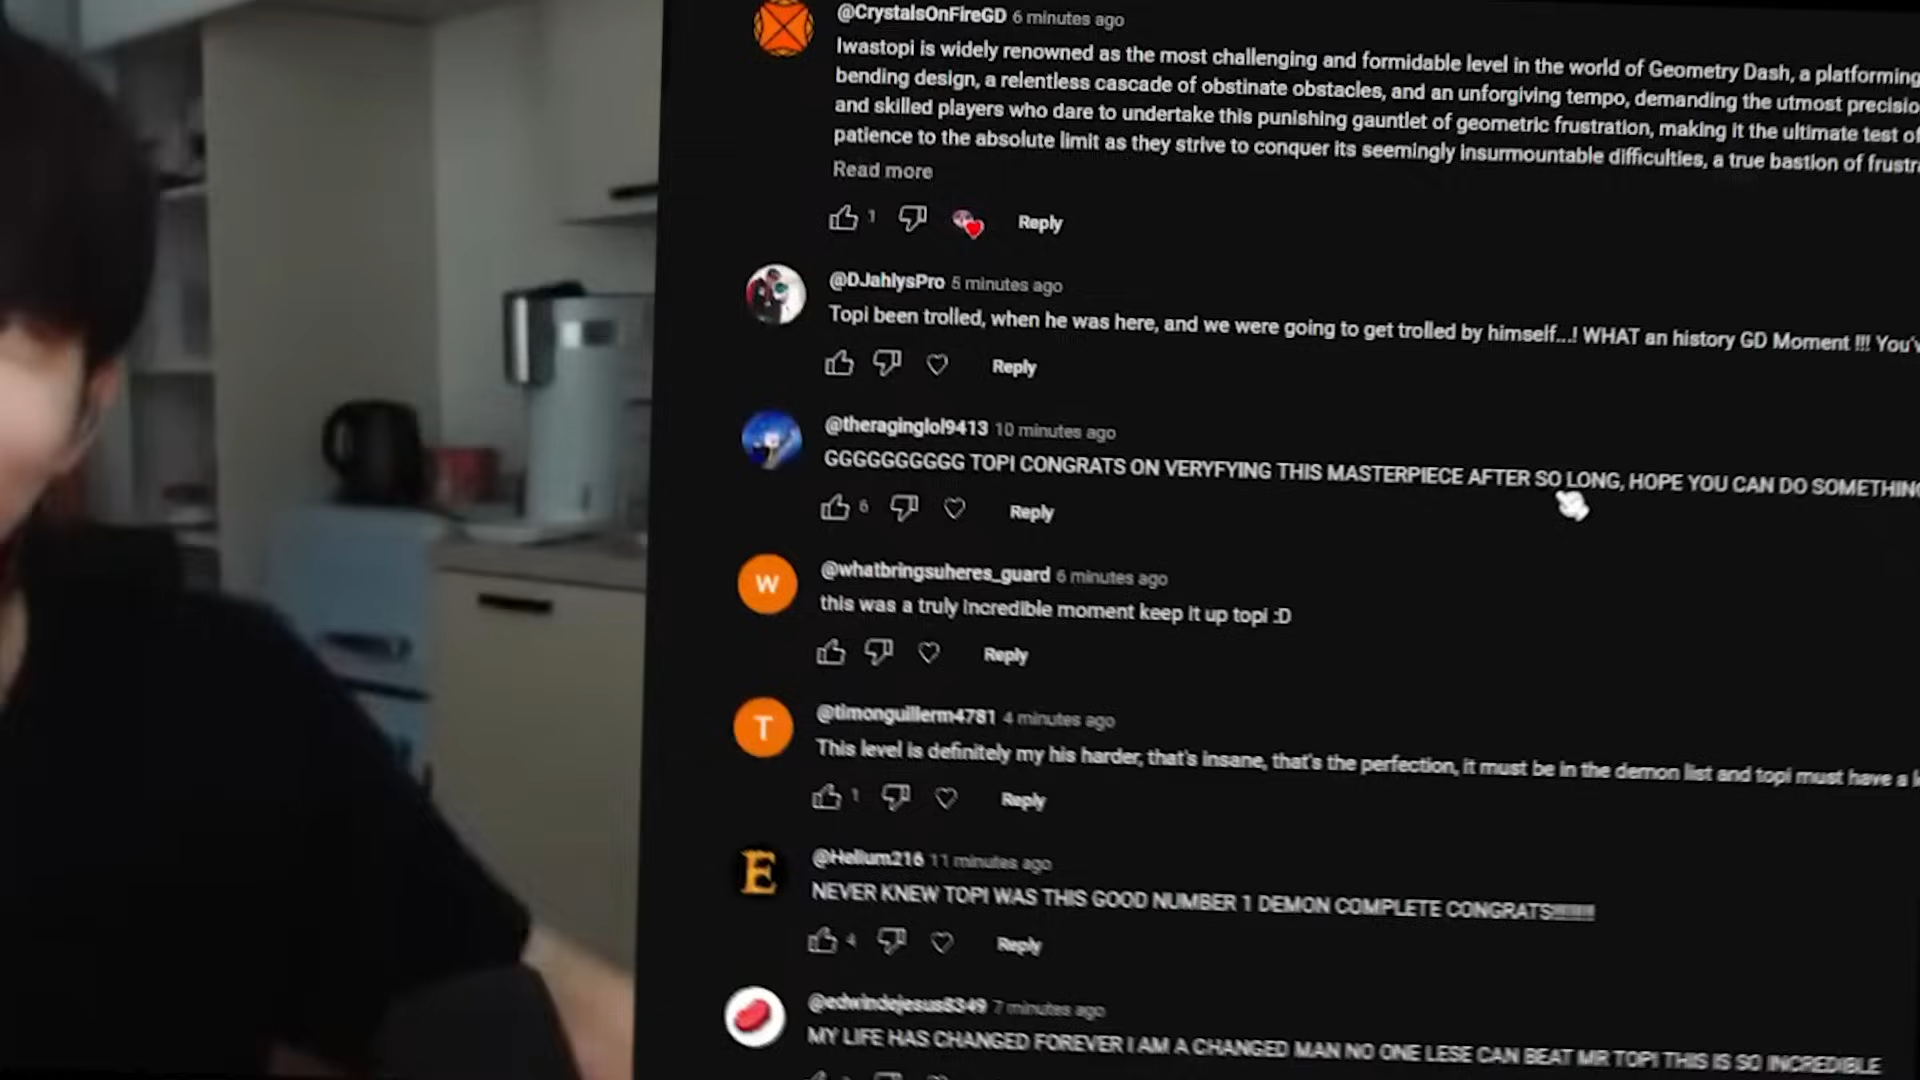 @CrystalsOnFireGD 6 minutes ago
Iwastopi is widely renowned as the most challenging and formidable level in the world of Geometry Dash, a platforming
bending design, a relentless cascade of obstinate obstacles, and an unforgiving tempo, demanding the utmost precisio
and skilled players who dare to undertake this punishing gauntlet of geometric frustration, making it the ultimate test of
patience to the absolute limit as they strive to conquer its seemingly insurmountable difficulties, a true bastion of frustra
Read more
1 Reply
@DJahlysPro 5 minutes ago
Topi been trolled, when he was here, and we were going to get trolled by himself...! WHAT an history GD Moment !!! You'v
Reply
@theraginglol9413 10 minutes ago
GGGGGGGGGG TOPI CONGRATS ON VERYFYING THIS MASTERPIECE AFTER SO LONG, HOPE YOU CAN DO SOMETHING
6 Reply
W
@whatbringsuheres_guard 6 minutes ago
this was a truly incredible moment keep it up topi :D
Reply
T
@timonguillerm4781 4 minutes ago
This level is definitely my his harder, that's insane, that's the perfection, it must be in the demon list and topi must have a
1 Reply
E
@Helium216 11 minutes ago
NEVER KNEW TOPI WAS THIS GOOD NUMBER 1 DEMON COMPLETE CONGRATS!!!!!!!!
4 Reply
@edwindejesus8349 7 minutes ago
MY LIFE HAS CHANGED FOREVER I AM A CHANGED MAN NO ONE LESE CAN BEAT MR TOPI THIS IS SO INCREDIBLE